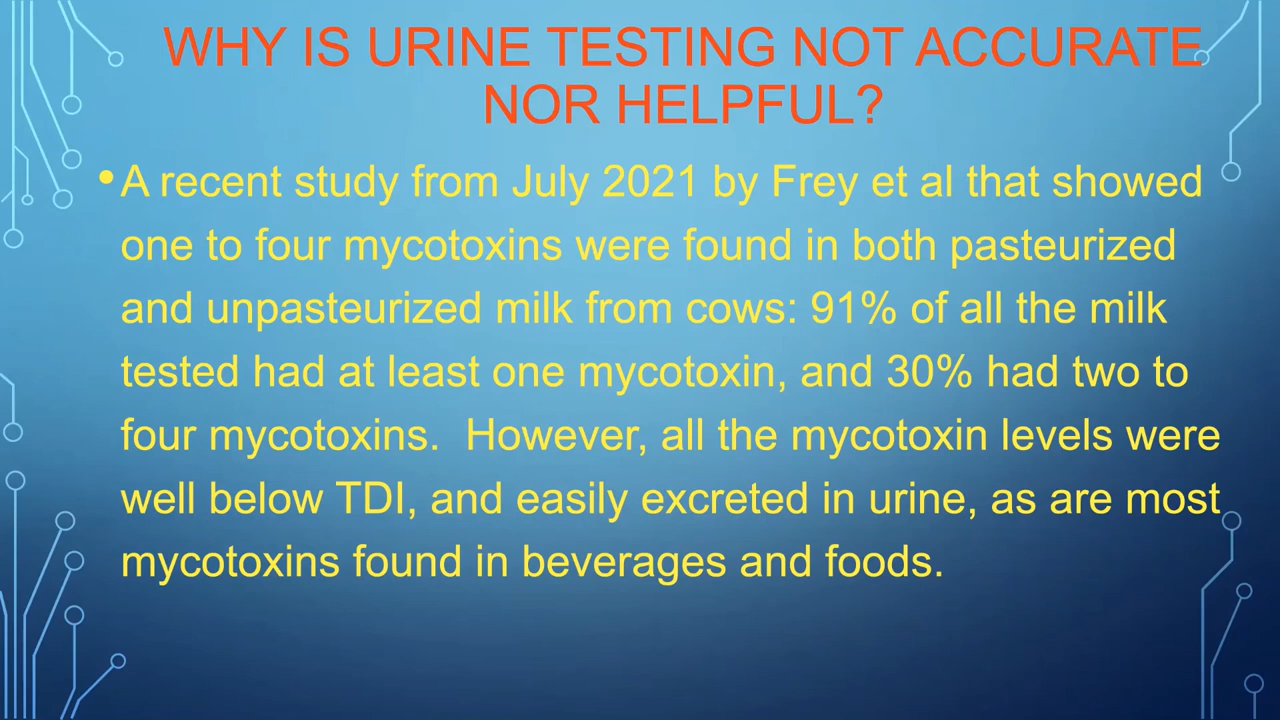 WHY IS URINE TESTING NOT ACCURATE
NOR HELPFUL?
• A recent study from July 2021 by Frey et al that showed
one to four mycotoxins were found in both pasteurized
and unpasteurized milk from cows: 91% of all the milk
tested had at least one mycotoxin, and 30% had two to
four mycotoxins.  However, all the mycotoxin levels were
well below TDI, and easily excreted in urine, as are most
mycotoxins found in beverages and foods.